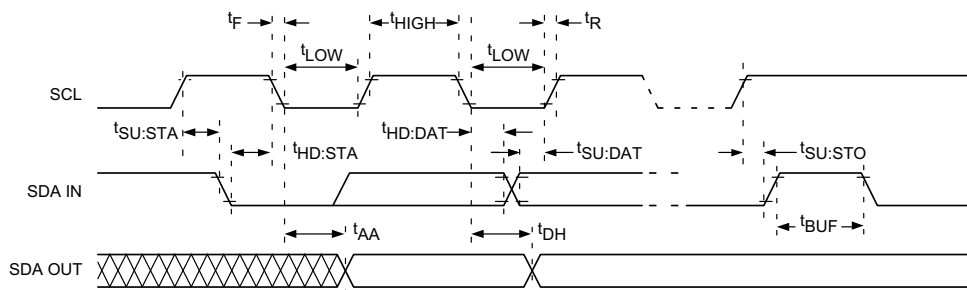 tF
tHIGH
tR
tLOW
tLOW
SCL
tSU:STA
tHD:STA
tHD:DAT
tSU:DAT
tSU:STO
SDA IN
tBUF
tAA
tDH
SDA OUT